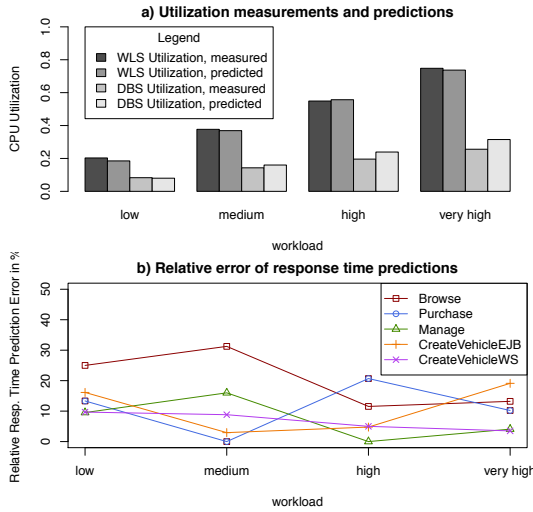 a) Utilization measurements and predictions
CPU Utilization
1.0
0.8
0.6
0.4
0.2
0.0
Legend
WLS Utilization, measured
WLS Utilization, predicted
DBS Utilization, measured
DBS Utilization, predicted
low
medium
high
very high
workload
b) Relative error of response time predictions
Relative Resp. Time Prediction Error in %
50
40
30
20
10
0
Browse
Purchase
Manage
CreateVehicleEJB
CreateVehicleWS
low
medium
high
very high
workload